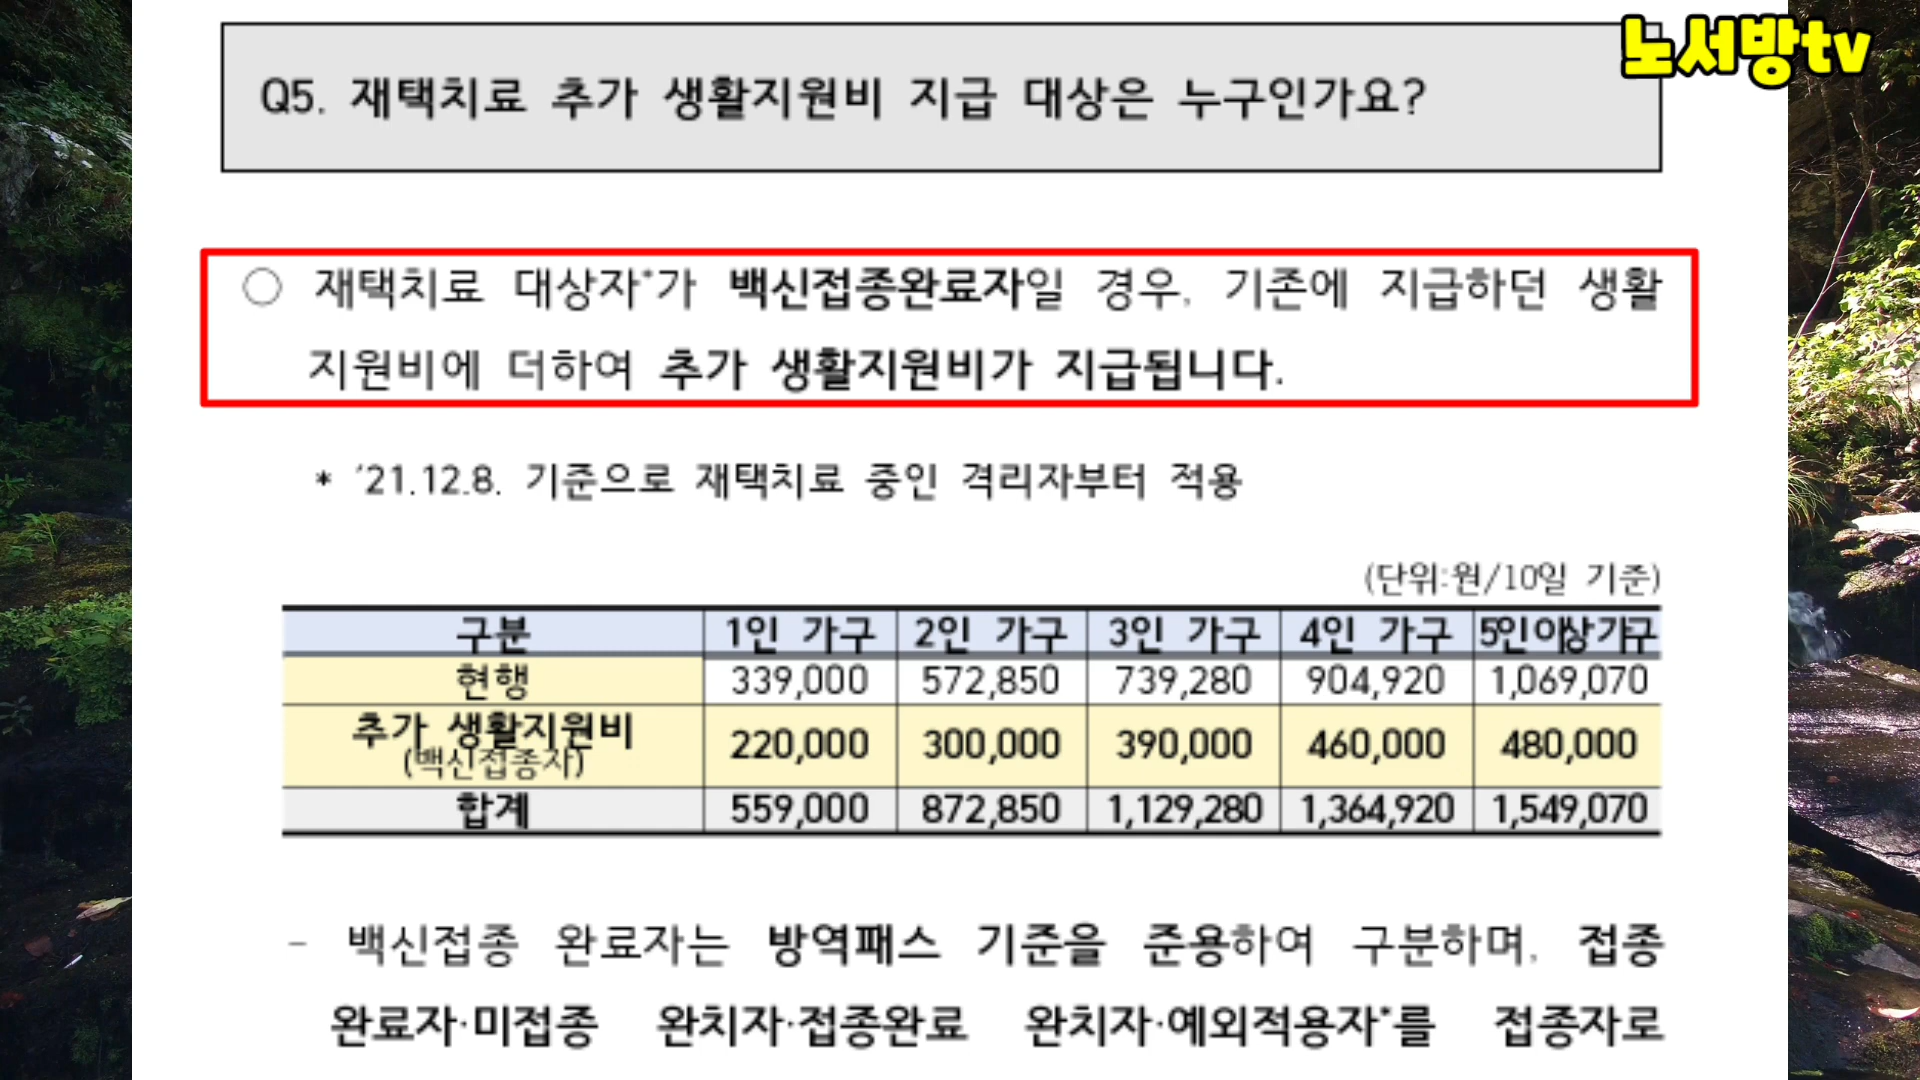 노서방tv
Q5. 재택치료 추가 생활지원비 지급 대상은 누구인가요?
○ 재택치료 대상자*가 백신접종완료자일 경우, 기존에 지급하던 생활
지원비에 더하여 추가 생활지원비가 지급됩니다.
* ‘21.12.8. 기준으로 재택치료 중인 격리자부터 적용
(단위:원/10일 기준)
구분 1인 가구 2인 가구 3인 가구 4인 가구 5인이상가구
현행 339,000 572,850 739,280 904,920 1,069,070
추가 생활지원비
(백신접종자) 220,000 300,000 390,000 460,000 480,000
합계 559,000 872,850 1,129,280 1,364,920 1,549,070
- 백신접종 완료자는 방역패스 기준을 준용하여 구분하며, 접종
완료자·미접종 완치자·접종완료 완치자·예외적용자*를 접종자로